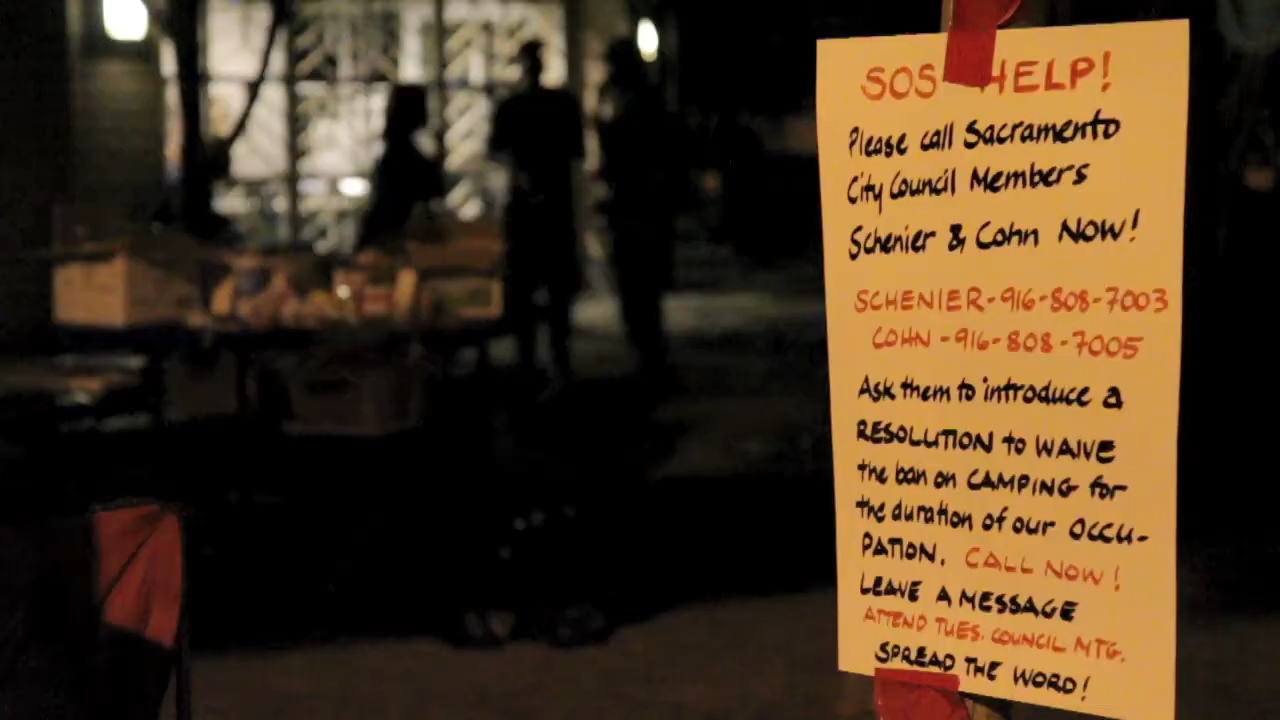 SOS HELP!
Please call Sacramento
City Council Members
Schenier & Cohn NOW!
SCHENIER-916-808-7003
COHN-916-808-7005
Ask them to introduce a
RESOLUTION to WAIVE
the ban on CAMPING for
the duration of our OCCU-
PATION. CALL NOW!
LEAVE A MESSAGE
ATTEND TUES. COUNCIL MTG.
SPREAD THE WORD!